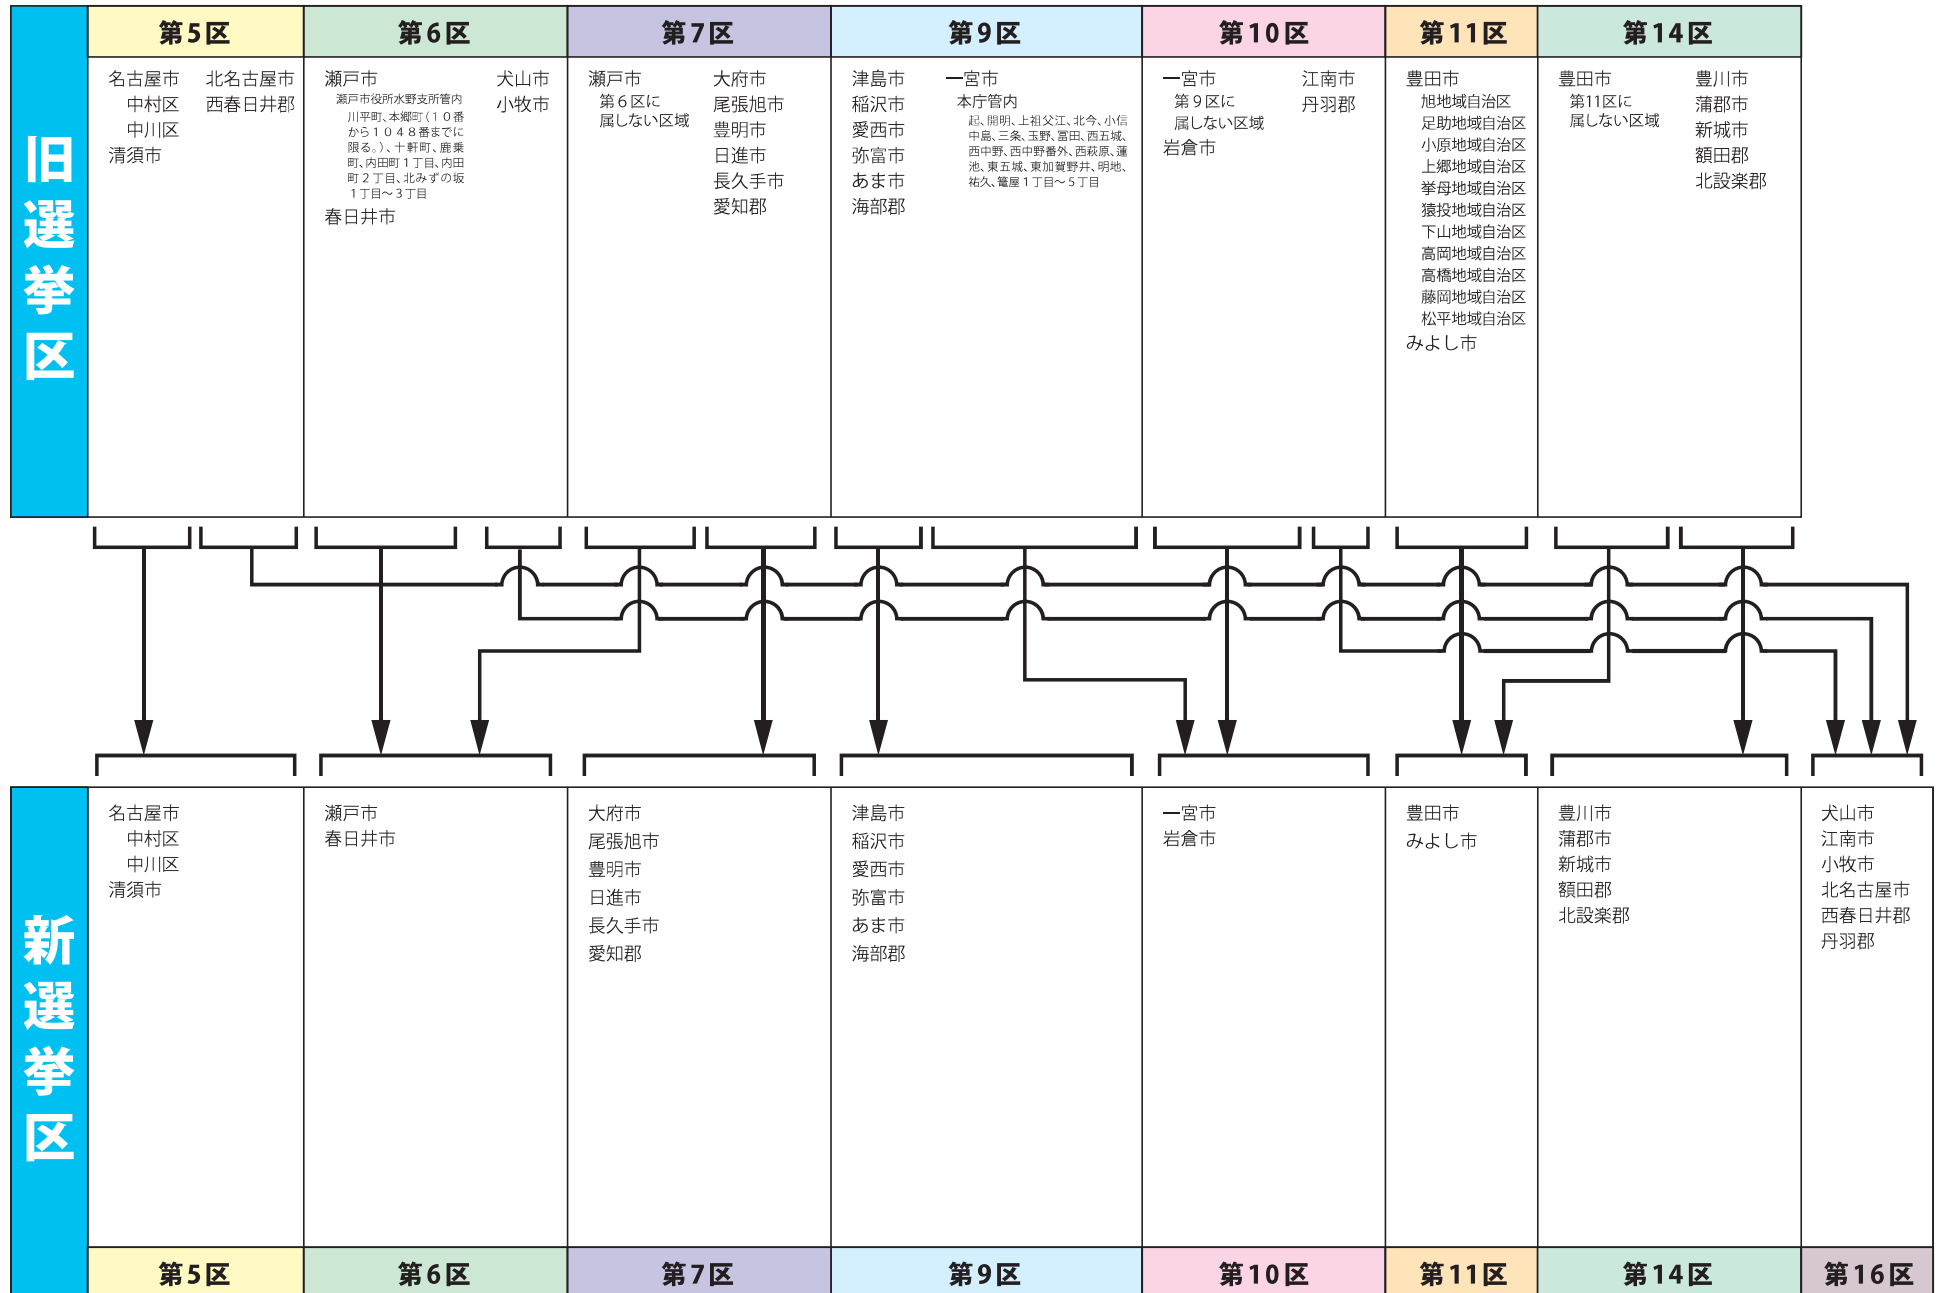 旧選挙区
第5区
名古屋市
中村区
中川区
清須市
北名古屋市
西春日井郡
第6区
瀬戸市
瀬戸市役所水野支所管内
川平町、本郷町（１０番
から１０４８番までに
限る。）、十軒町、鹿乗
町、内田町１丁目、内田
町２丁目、北みずの坂
１丁目～３丁目
春日井市
犬山市
小牧市
第7区
瀬戸市
第６区に
属しない区域
大府市
尾張旭市
豊明市
日進市
長久手市
愛知郡
第9区
津島市
稲沢市
愛西市
弥富市
あま市
海部郡
一宮市
本庁管内
起、開明、上祖父江、北今、小信
中島、三条、玉野、冨田、西五城、
西中野、西中野番外、西萩原、蓮
池、東五城、東加賀野井、明地、
祐久、篭屋１丁目～５丁目
第10区
一宮市
第９区に
属しない区域
岩倉市
江南市
丹羽郡
第11区
豊田市
旭地域自治区
足助地域自治区
小原地域自治区
上郷地域自治区
挙母地域自治区
猿投地域自治区
下山地域自治区
高岡地域自治区
高橋地域自治区
藤岡地域自治区
松平地域自治区
みよし市
第14区
豊田市
第11区に
属しない区域
豊川市
蒲郡市
新城市
額田郡
北設楽郡
新選挙区
名古屋市
中村区
中川区
清須市
第5区
瀬戸市
春日井市
第6区
大府市
尾張旭市
豊明市
日進市
長久手市
愛知郡
第7区
津島市
稲沢市
愛西市
弥富市
あま市
海部郡
第9区
一宮市
岩倉市
第10区
豊田市
みよし市
第11区
豊川市
蒲郡市
新城市
額田郡
北設楽郡
第14区
犬山市
江南市
小牧市
北名古屋市
西春日井郡
丹羽郡
第16区